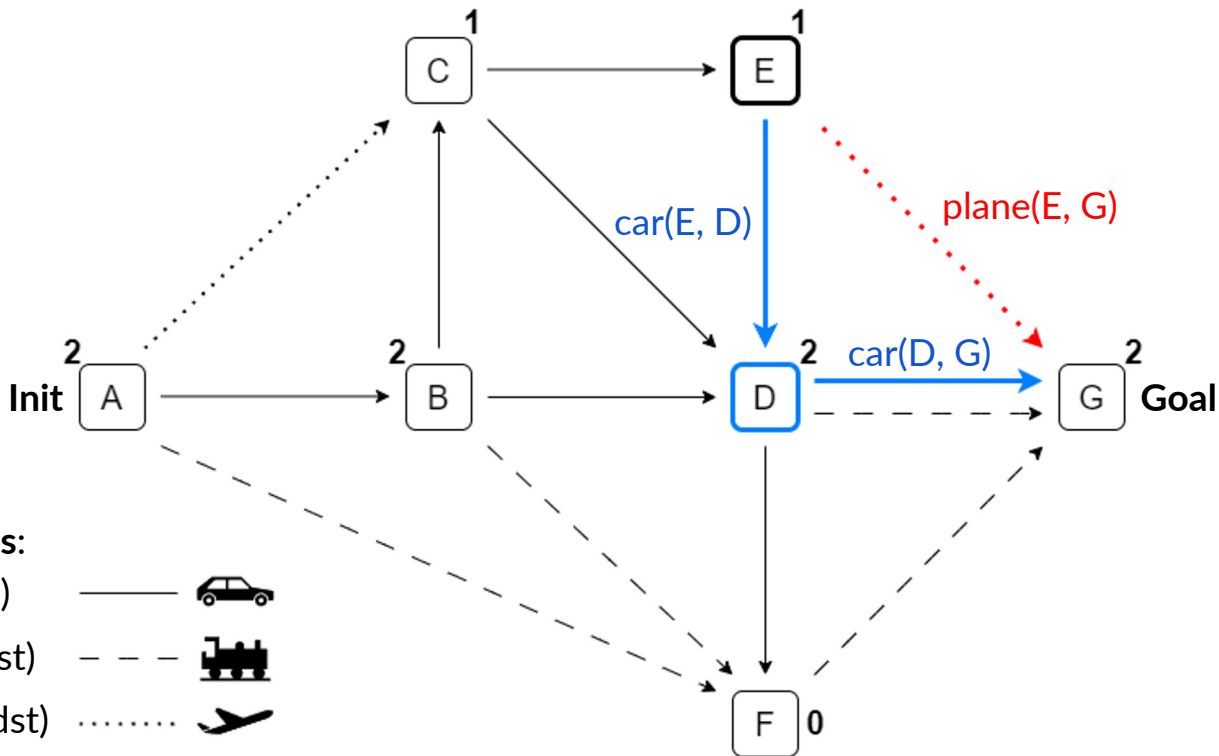 1
1
C
E
car(E, D)
plane(E, G)
2
2
2
car(D, G)
2
Init
A
B
D
G
Goal
s:
)
st)
dst)
F
0